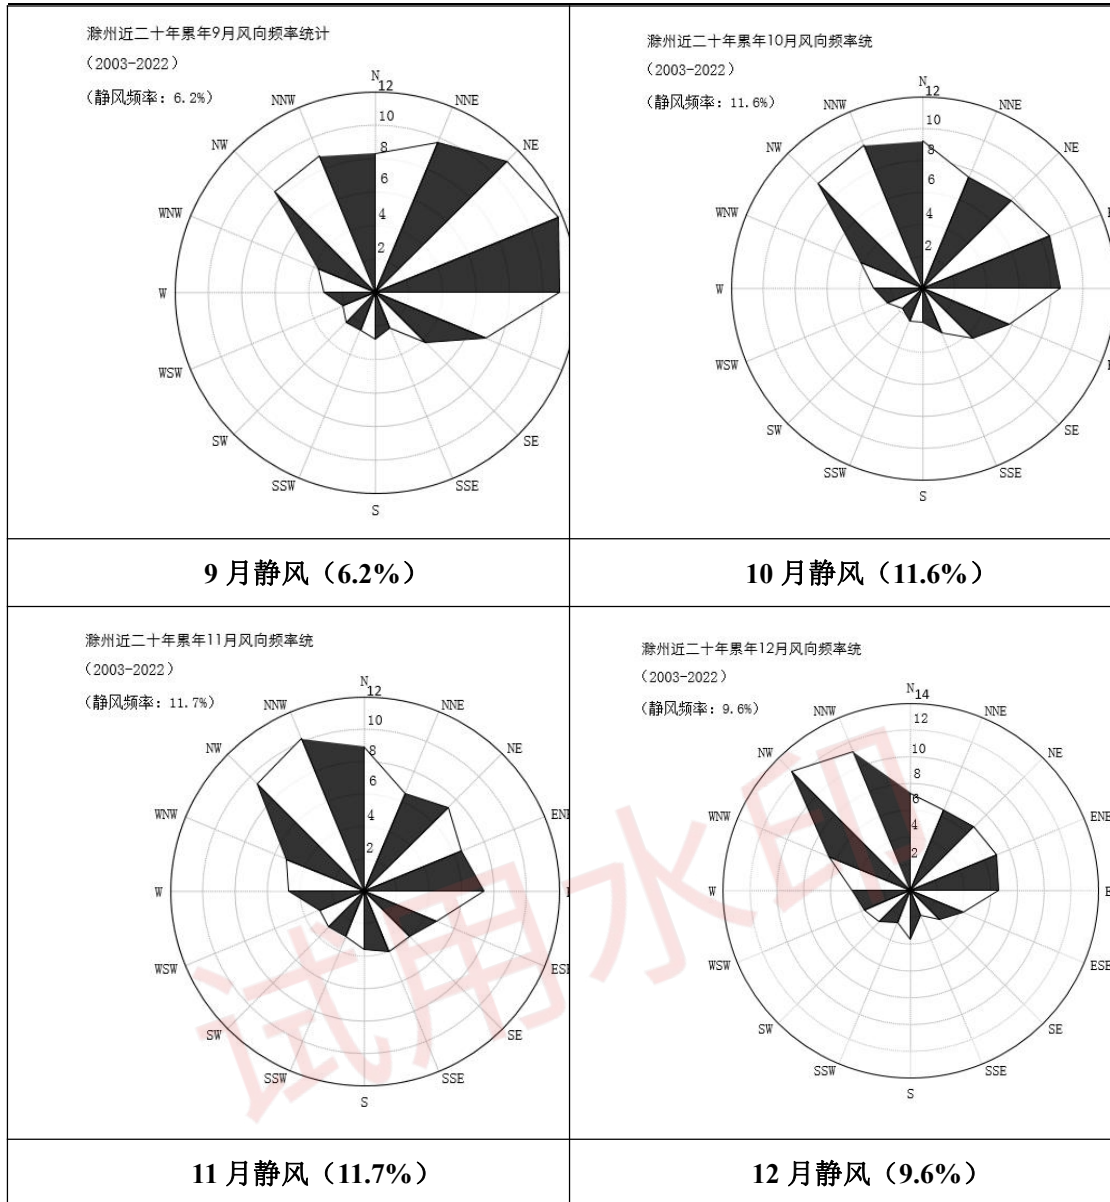 滁州近二十年累年9月风向频率统计
(2003-2022)
(静风频率: 6.2%)
N
12
10
8
6
4
2
NNE
NE
SE
SSE
S
SSW
SW
WSW
W
WNW
NW
NNW
滁州近二十年累年10月风向频率统
(2003-2022)
(静风频率: 11.6%)
N
12
10
8
6
4
2
NNE
NE
SE
SSE
S
SSW
SW
WSW
W
WNW
NW
NNW
9 月静风（6.2%）
10 月静风（11.6%）
滁州近二十年累年11月风向频率统
(2003-2022)
(静风频率: 11.7%)
N
12
10
8
6
4
2
NNE
NE
ENE
ESE
SE
SSE
S
SSW
SW
WSW
W
WNW
NW
NNW
滁州近二十年累年12月风向频率统
(2003-2022)
(静风频率: 9.6%)
N
14
12
10
8
6
4
2
NNE
NE
ENE
E
ESE
SE
SSE
S
SSW
SW
WSW
W
WNW
NW
NNW
试用水印
11 月静风（11.7%）
12 月静风（9.6%）